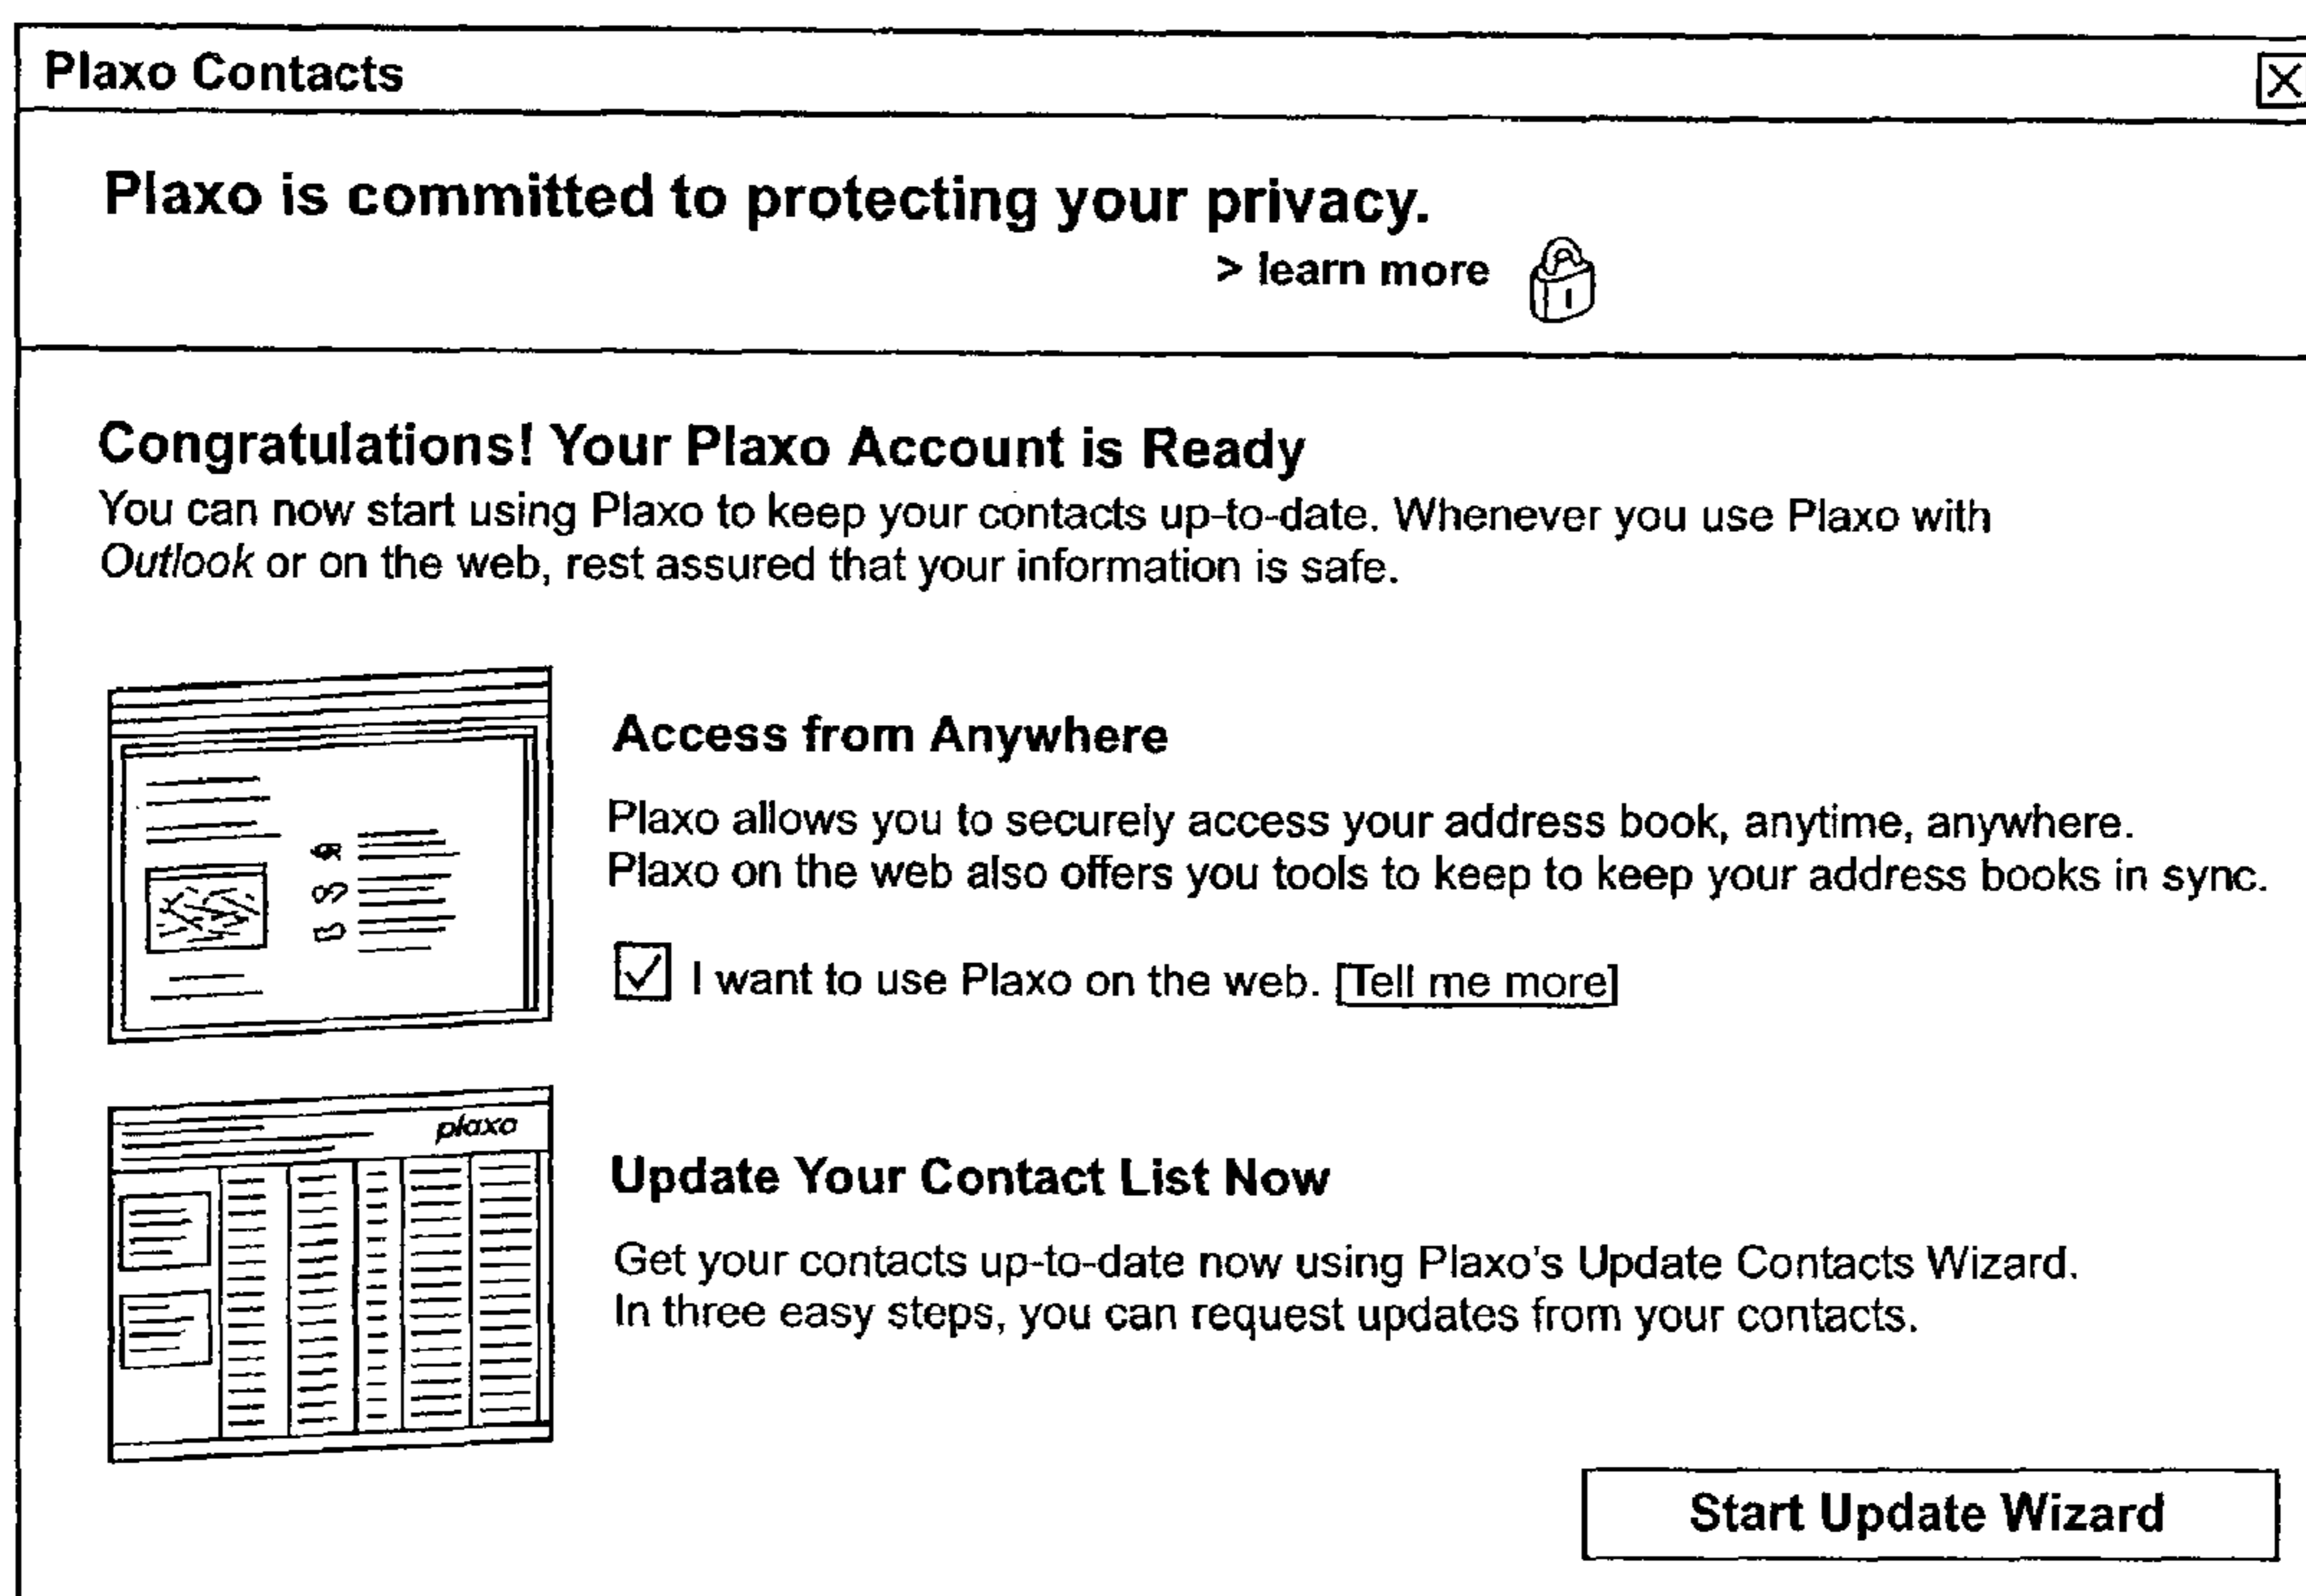 Plaxo Contacts
Plaxo is committed to protecting your privacy.
> learn more
Congratulations! Your Plaxo Account is Ready
You can now start using Plaxo to keep your contacts up-to-date. Whenever you use Plaxo with
Outlook or on the web, rest assured that your information is safe.
Access from Anywhere
Plaxo allows you to securely access your address book, anytime, anywhere.
Plaxo on the web also offers you tools to keep to keep your address books in sync.
I want to use Plaxo on the web. [Tell me more]
plaxo
Update Your Contact List Now
Get your contacts up-to-date now using Plaxo's Update Contacts Wizard.
In three easy steps, you can request updates from your contacts.
Start Update Wizard